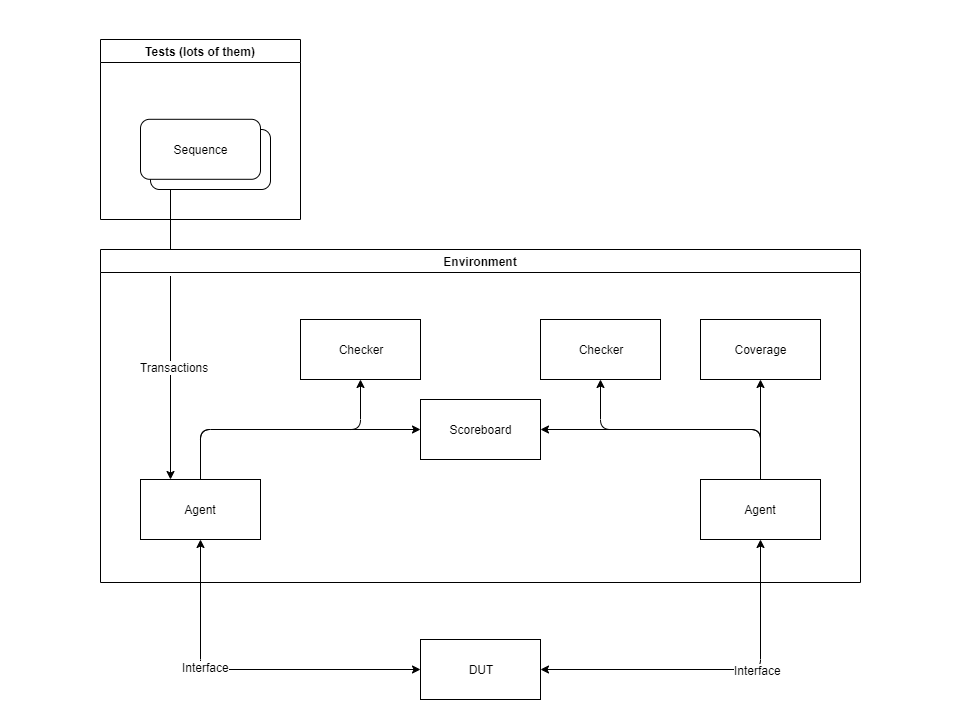 Tests (lots of them)
Sequence
Environment
Checker
Checker
Coverage
Transactions
Scoreboard
Agent
Agent
Interface
DUT
Interface